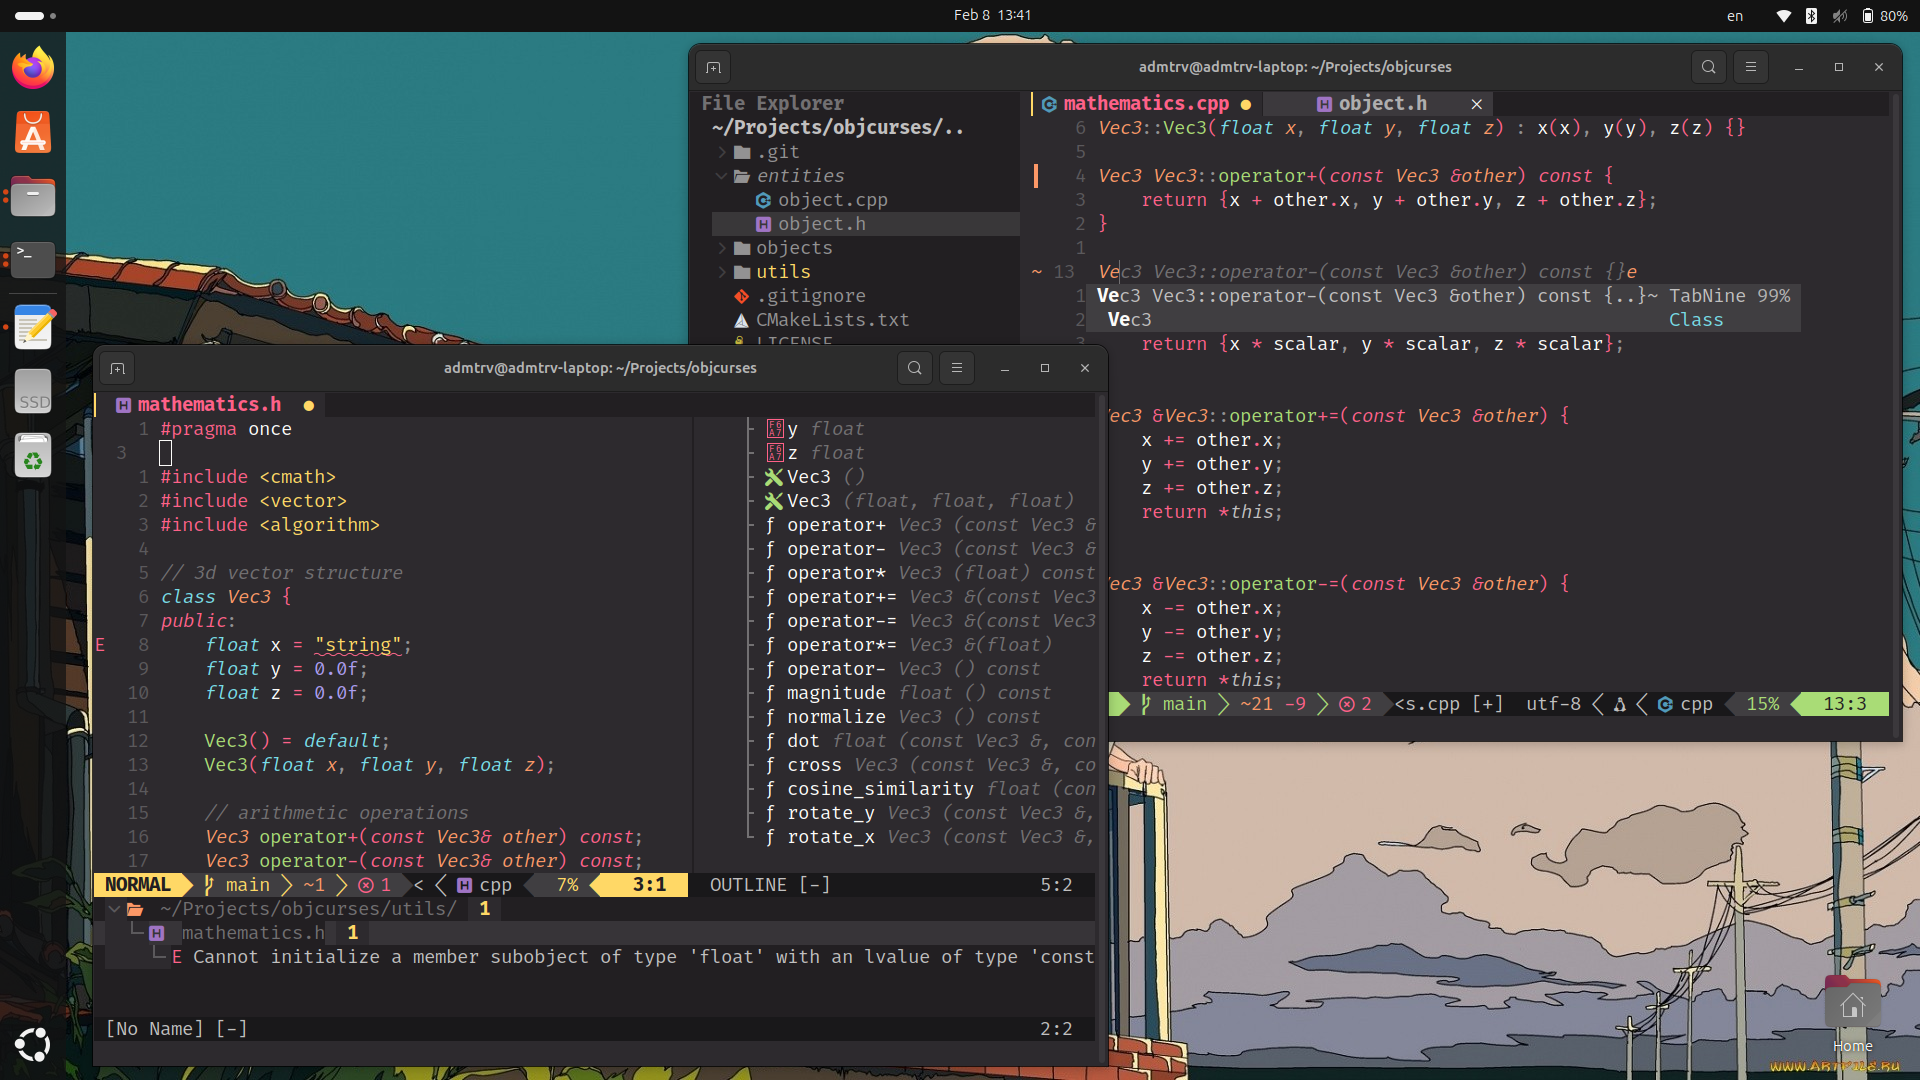 Feb 8 13:41
en
80%
admtrv@admtrv-laptop: ~/Projects/objcurses
File Explorer
~/Projects/objcurses/..
.git
entities
object.cpp
object.h
objects
utils
.gitignore
CMakeLists.txt
LICENSE
mathematics.cpp ● object.h ×
6 Vec3::Vec3(float x, float y, float z) : x(x), y(y), z(z) {}
5
4 Vec3 Vec3::operator+(const Vec3 &other) const {
3 return {x + other.x, y + other.y, z + other.z};
2 }
1
~ 13 Vec3 Vec3::operator-(const Vec3 &other) const {}e
1 Vec3 Vec3::operator-(const Vec3 &other) const {..}~ TabNine 99%
2 Vec3 Class
3 return {x * scalar, y * scalar, z * scalar};
ec3 &Vec3::operator+=(const Vec3 &other) {
x += other.x;
y += other.y;
z += other.z;
return *this;
ec3 &Vec3::operator-=(const Vec3 &other) {
x -= other.x;
y -= other.y;
z -= other.z;
return *this;
main ~21 -9 2 <s.cpp [+] utf-8 cpp 15% 13:3
SSD
admtrv@admtrv-laptop: ~/Projects/objcurses
mathematics.h ●
1 #pragma once
3
1 #include <cmath>
2 #include <vector>
3 #include <algorithm>
4
5 // 3d vector structure
6 class Vec3 {
7 public:
E 8 float x = "string";
9 float y = 0.0f;
10 float z = 0.0f;
11
12 Vec3() = default;
13 Vec3(float x, float y, float z);
14
15 // arithmetic operations
16 Vec3 operator+(const Vec3& other) const;
17 Vec3 operator-(const Vec3& other) const;
F6A7 y float
F6A7 z float
Vec3 ()
Vec3 (float, float, float)
ƒ operator+ Vec3 (const Vec3 &
ƒ operator- Vec3 (const Vec3 &
ƒ operator* Vec3 (float) const
ƒ operator+= Vec3 &(const Vec3
ƒ operator-= Vec3 &(const Vec3
ƒ operator*= Vec3 &(float)
ƒ operator- Vec3 () const
ƒ magnitude float () const
ƒ normalize Vec3 () const
ƒ dot float (const Vec3 &, con
ƒ cross Vec3 (const Vec3 &, co
ƒ cosine_similarity float (con
ƒ rotate_y Vec3 (const Vec3 &,
ƒ rotate_x Vec3 (const Vec3 &,
NORMAL main ~1 1 < cpp 7% 3:1 OUTLINE [-] 5:2
~/Projects/objcurses/utils/ 1
mathematics.h 1
E Cannot initialize a member subobject of type 'float' with an lvalue of type 'const
[No Name] [-] 2:2
Home
WWW.ARTFILE.RU